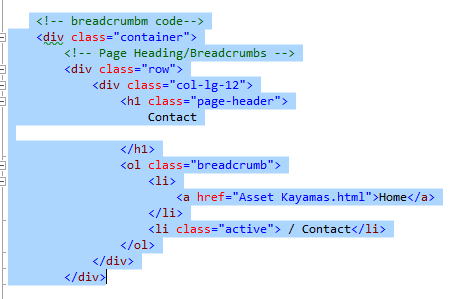 <!-- breadcrumbm code-->
<div class="container">
<!-- Page Heading/Breadcrumbs -->
<div class="row">
<div class="col-lg-12">
<h1 class="page-header">
Contact
</h1>
<ol class="breadcrumb">
<li>
<a href="Asset Kayamas.html">Home</a>
</li>
<li class="active"> / Contact</li>
</ol>
</div>
</div>